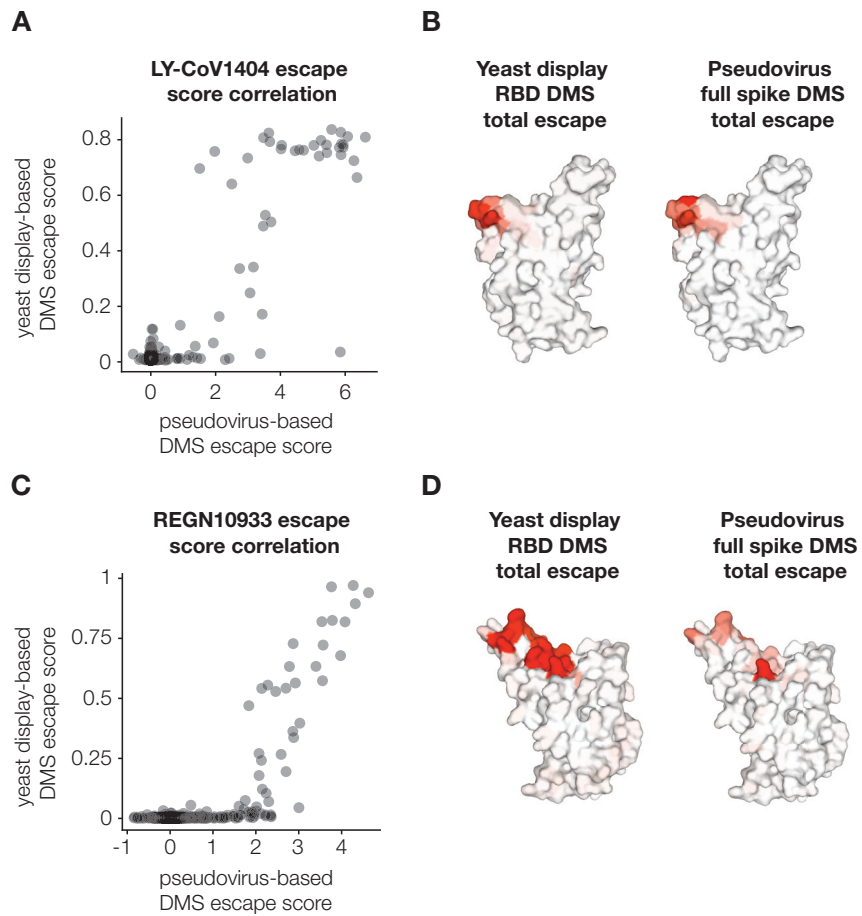 A
LY-CoV1404 escape
score correlation
yeast display-based
DMS escape score
0.8
0.6
0.4
0.2
0
0
2
4
6
pseudovirus-based
DMS escape score
B
Yeast display
RBD DMS
total escape
Pseudovirus
full spike DMS
total escape
C
REGN10933 escape
score correlation
yeast display-based
DMS escape score
1
0.75
0.5
0.25
0
-1
0
1
2
3
4
pseudovirus-based
DMS escape score
D
Yeast display
RBD DMS
total escape
Pseudovirus
full spike DMS
total escape